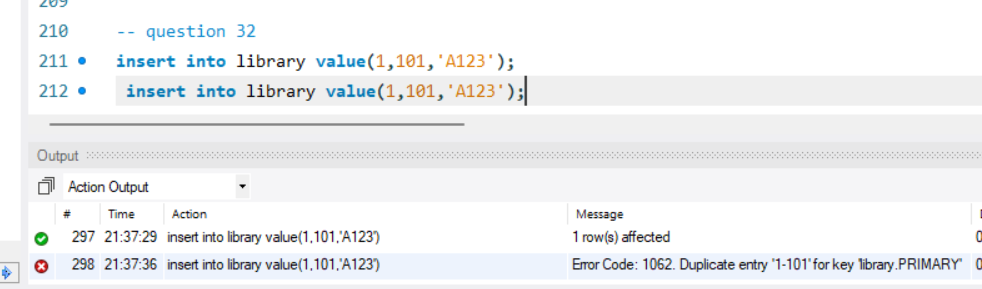 209
210 -- question 32
211 insert into library value(1,101,'A123');
212 insert into library value(1,101,'A123');
Output
Action Output
# Time Action Message
297 21:37:29 insert into library value(1,101,'A123') 1 row(s) affected 0
298 21:37:36 insert into library value(1,101,'A123') Error Code: 1062. Duplicate entry '1-101' for key 'library.PRIMARY' 0